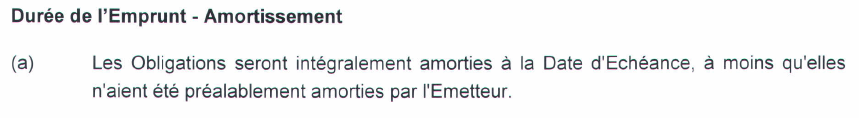 Durée de l'Emprunt - Amortissement
(a) Les Obligations seront intégralement amorties à la Date d'Echéance, à moins qu'elles
n'aient été préalablement amorties par l'Emetteur.